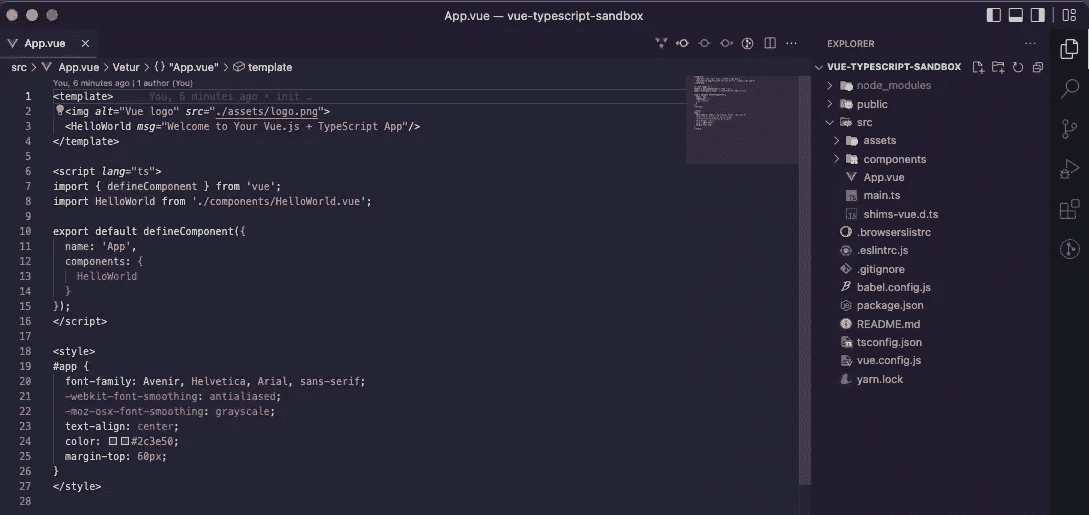 App.vue — vue-typescript-sandbox
App.vue
src > App.vue > Vetur > {} "App.vue" > template
You, 6 minutes ago | 1 author (You)
1 <template> You, 6 minutes ago • init …
2 <img alt="Vue logo" src="./assets/logo.png">
3 <HelloWorld msg="Welcome to Your Vue.js + TypeScript App"/>
4 </template>
5
6 <script lang="ts">
7 import { defineComponent } from 'vue';
8 import HelloWorld from './components/HelloWorld.vue';
9
10 export default defineComponent({
11 name: 'App',
12 components: {
13 HelloWorld
14 }
15 });
16 </script>
17
18 <style>
19 #app {
20 font-family: Avenir, Helvetica, Arial, sans-serif;
21 -webkit-font-smoothing: antialiased;
22 -moz-osx-font-smoothing: grayscale;
23 text-align: center;
24 color: #2c3e50;
25 margin-top: 60px;
26 }
27 </style>
28
EXPLORER
VUE-TYPESCRIPT-SANDBOX
node_modules
public
src
assets
components
App.vue
main.ts
TS shims-vue.d.ts
.browserslistrc
.eslintrc.js
.gitignore
babel.config.js
package.json
README.md
tsconfig.json
vue.config.js
yarn.lock